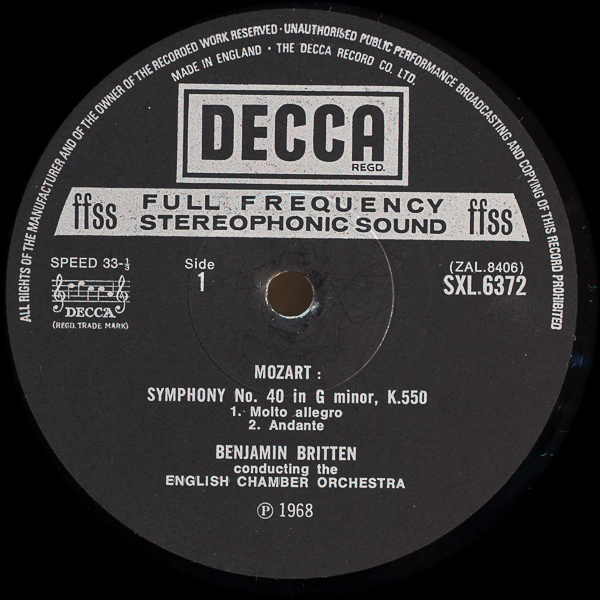 ALL RIGHTS OF THE MANUFACTURER AND OF THE OWNER OF THE RECORDED WORK RESERVED · UNAUTHORISED PUBLIC PERFORMANCE BROADCASTING AND COPYING OF THIS RECORD PROHIBITED
MADE IN ENGLAND · THE DECCA RECORD CO. LTD.
DECCA
REGD.
ffss FULL FREQUENCY STEREOPHONIC SOUND ffss
SPEED 33-⅓
DECCA
(REGD. TRADE MARK)
Side
1
(ZAL.8406)
SXL.6372
MOZART :
SYMPHONY No. 40 in G minor, K.550
1. Molto allegro
2. Andante
BENJAMIN BRITTEN
conducting the
ENGLISH CHAMBER ORCHESTRA
℗ 1968